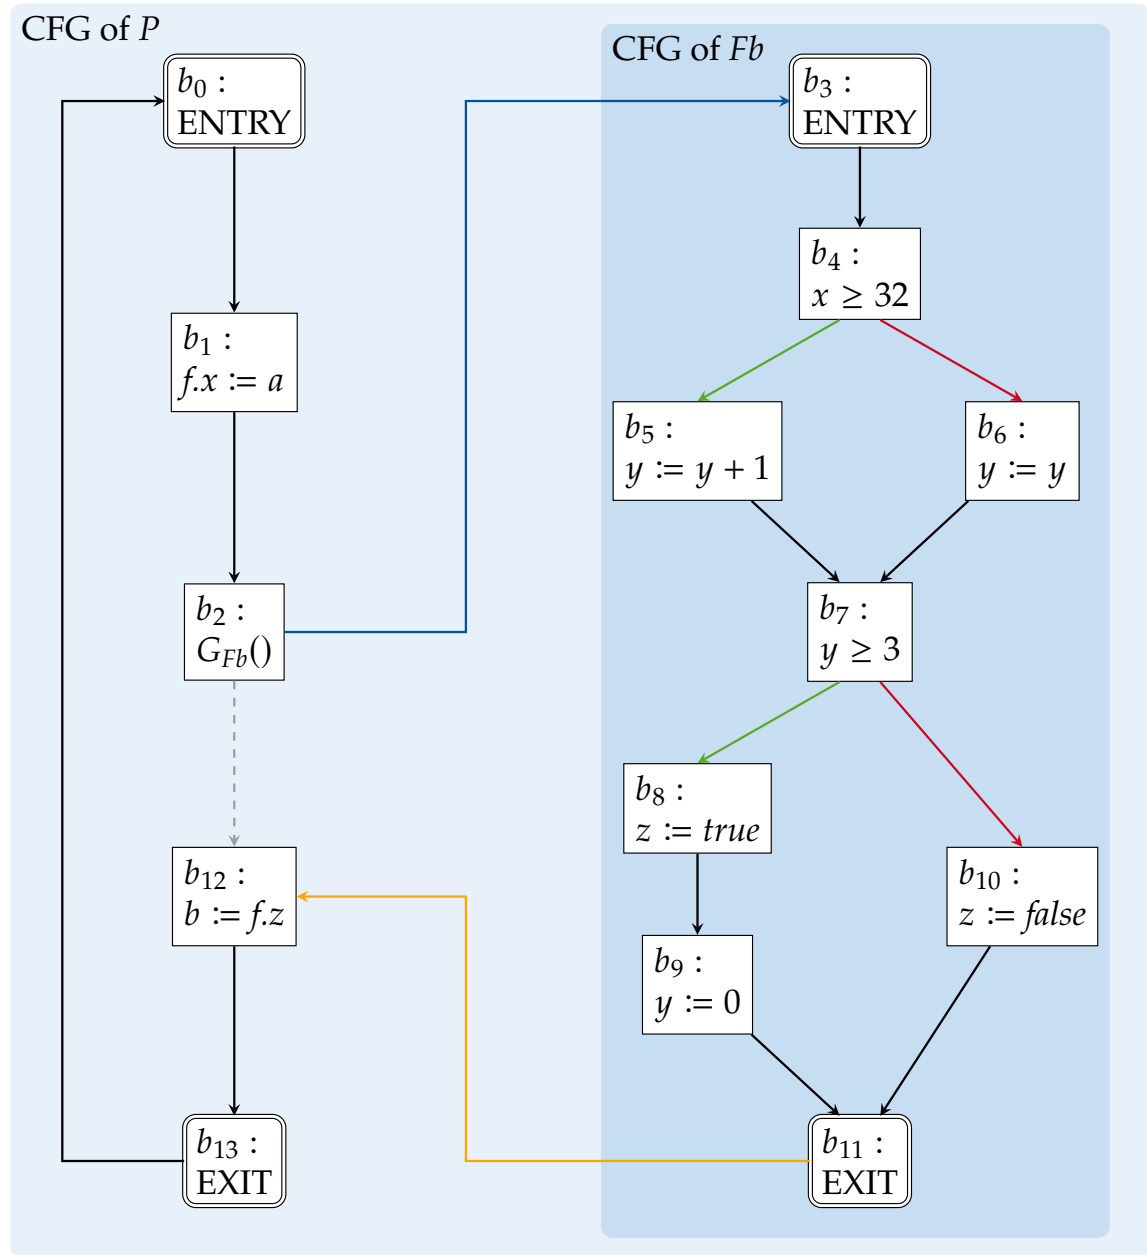 CFG of P
b₀ :
ENTRY
b₁ :
f.x := a
b₂ :
G_Fb()
b₁₂ :
b := f.z
b₁₃ :
EXIT
CFG of Fb
b₃ :
ENTRY
b₄ :
x ≥ 32
b₅ :
y := y + 1
b₆ :
y := y
b₇ :
y ≥ 3
b₈ :
z := true
b₉ :
y := 0
b₁₀ :
z := false
b₁₁ :
EXIT